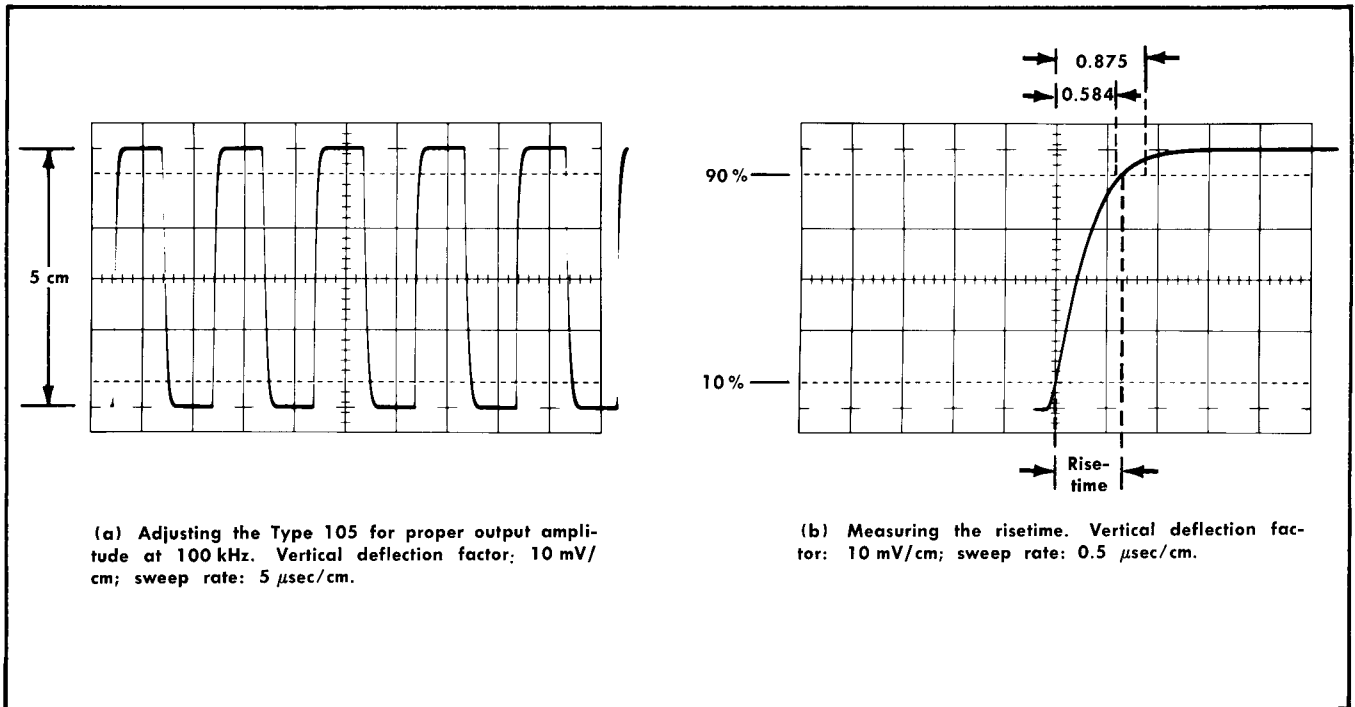 5 cm
(a) Adjusting the Type 105 for proper output ampli-
tude at 100 kHz. Vertical deflection factor: 10 mV/
cm; sweep rate: 5 μsec/cm.
0.875
0.584
90%
10%
Rise-
time
(b) Measuring the risetime. Vertical deflection fac-
tor: 10 mV/cm; sweep rate: 0.5 μsec/cm.